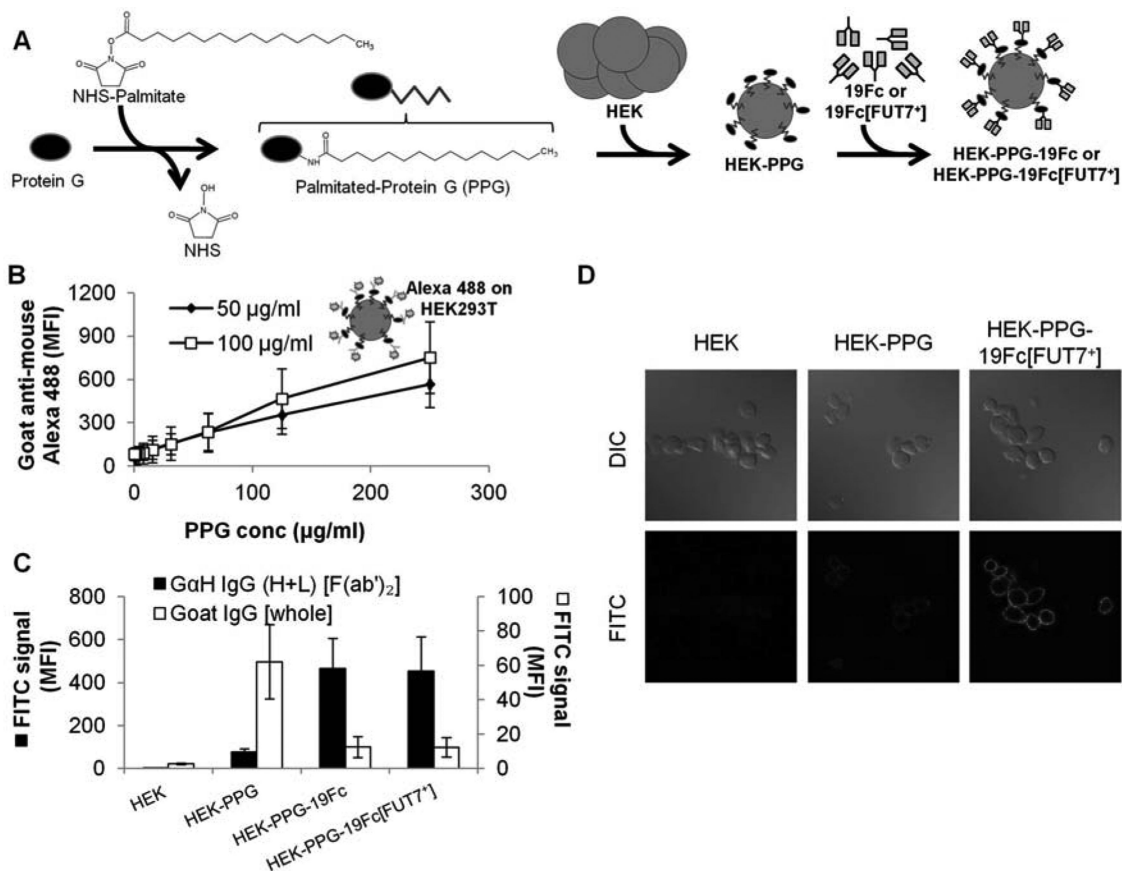 A
O
O
N
O
O
CH₃
NHS-Palmitate
Protein G
OH
N
O
O
NHS
O
NH
CH₃
Palmitated-Protein G (PPG)
HEK
HEK-PPG
19Fc or
19Fc[FUT7⁺]
HEK-PPG-19Fc or
HEK-PPG-19Fc[FUT7⁺]
B
Goat anti-mouse
Alexa 488 (MFI)
1200
900
600
300
0
50 µg/ml
100 µg/ml
Alexa 488 on
HEK293T
0
100
200
300
PPG conc (µg/ml)
C
FITC signal
(MFI)
800
600
400
200
0
GαH IgG (H+L) [F(ab')₂]
Goat IgG [whole]
100
80
60
40
20
0
FITC signal
(MFI)
HEK
HEK-PPG
HEK-PPG-19Fc
HEK-PPG-19Fc[FUT7⁺]
D
HEK
HEK-PPG
HEK-PPG-
19Fc[FUT7⁺]
DIC
FITC